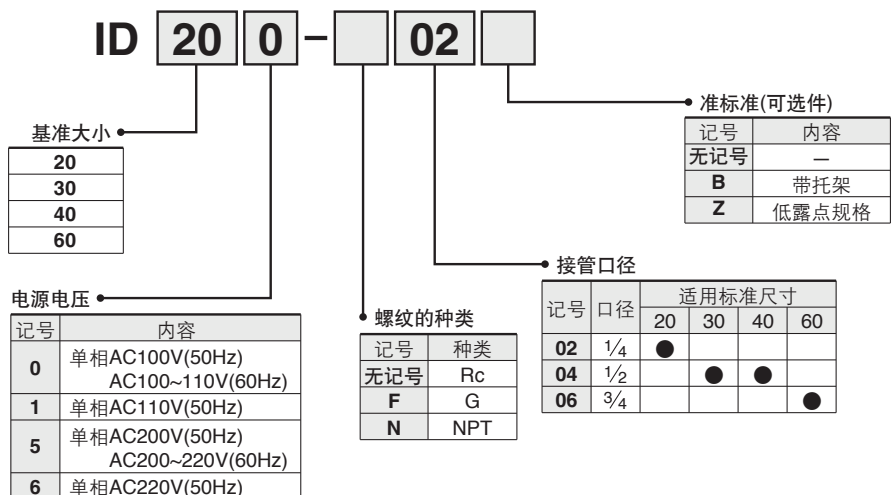 ID 20 0 - 02
准标准(可选件)
记号 内容
无记号 —
B 带托架
Z 低露点规格
基准大小
20
30
40
60
接管口径
记号 口径 适用标准尺寸
20 30 40 60
02 1/4 ●
04 1/2 ● ●
06 3/4 ●
电源电压
记号 内容
0 单相AC100V(50Hz)
AC100~110V(60Hz)
1 单相AC110V(50Hz)
5 单相AC200V(50Hz)
AC200~220V(60Hz)
6 单相AC220V(50Hz)
螺纹的种类
记号 种类
无记号 Rc
F G
N NPT